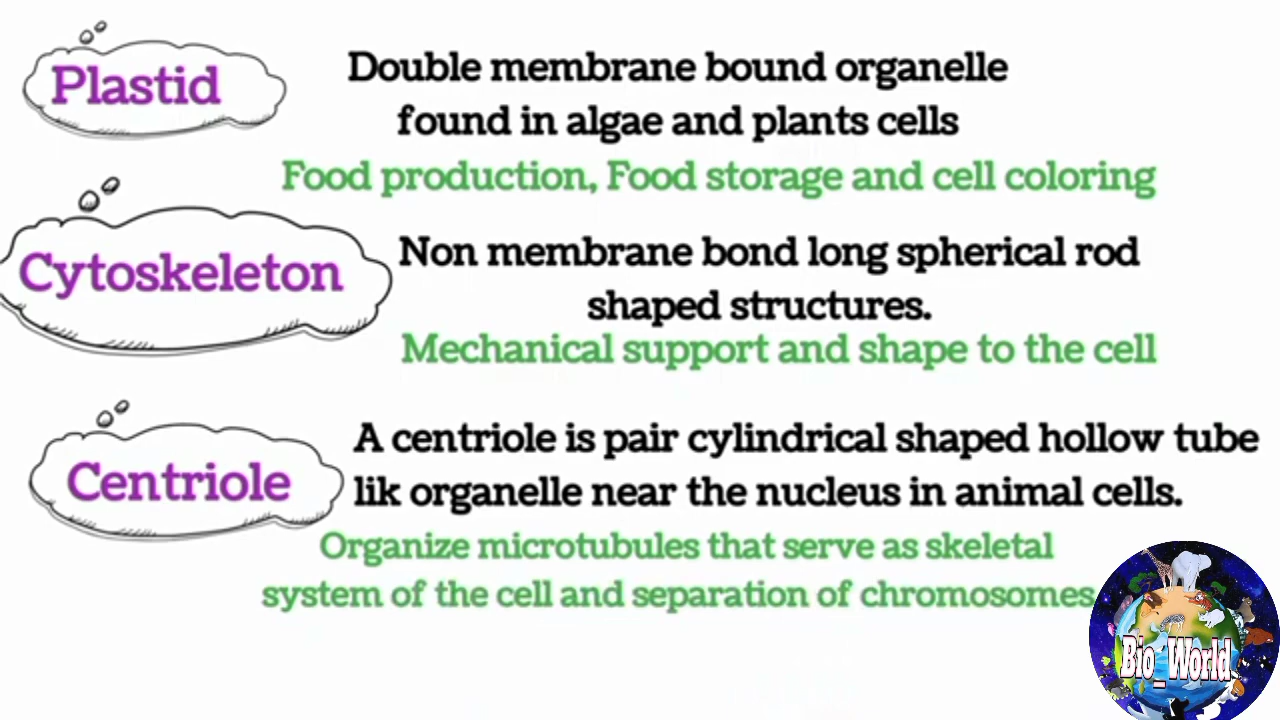 Plastid
Double membrane bound organelle
found in algae and plants cells
Food production, Food storage and cell coloring
Cytoskeleton
Non membrane bond long spherical rod
shaped structures.
Mechanical support and shape to the cell
Centriole
A centriole is pair cylindrical shaped hollow tube
lik organelle near the nucleus in animal cells.
Organize microtubules that serve as skeletal
system of the cell and separation of chromosomes
Bio_World